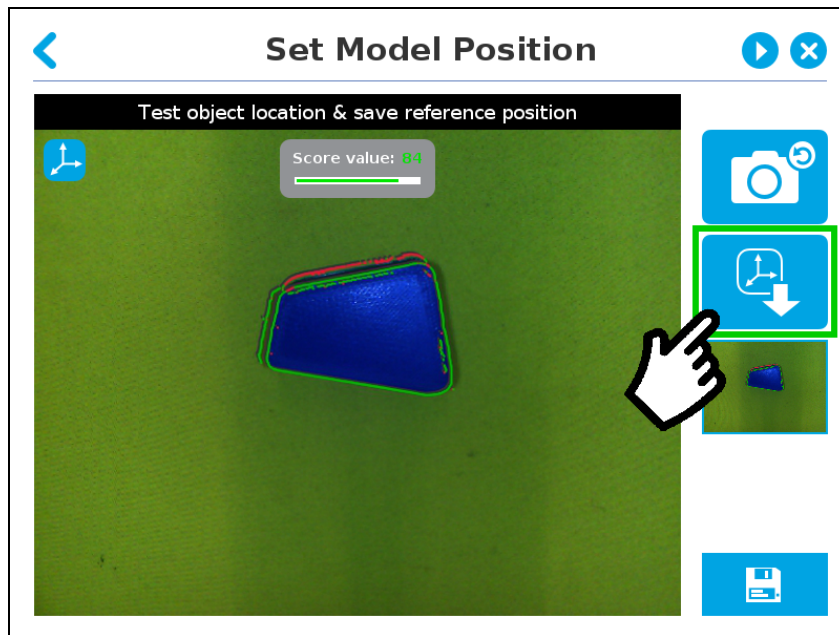 Set Model Position
Test object location & save reference position
Score value: 84